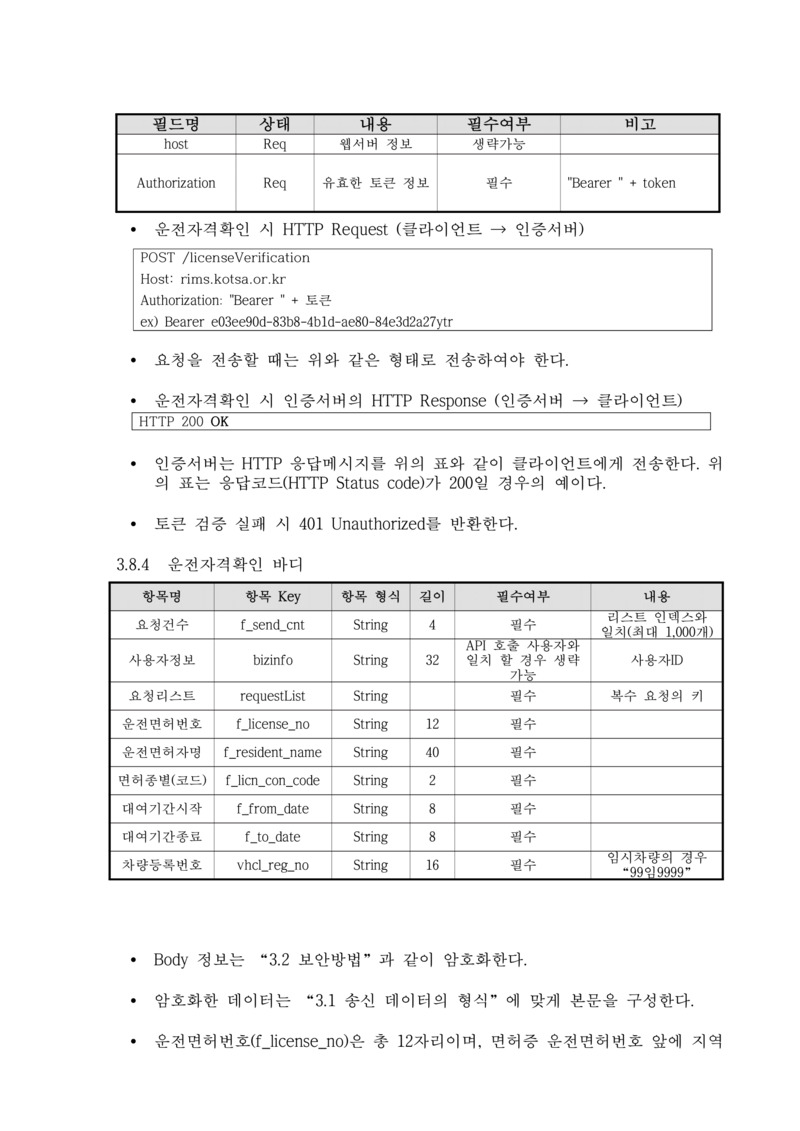 필드명 상태 내용 필수여부 비고
host Req 웹서버 정보 생략가능
Authorization Req 유효한 토큰 정보 필수 "Bearer " + token
• 운전자격확인 시 HTTP Request (클라이언트 → 인증서버)
POST /licenseVerification
Host: rims.kotsa.or.kr
Authorization: "Bearer " + 토큰
ex) Bearer e03ee90d-83b8-4b1d-ae80-84e3d2a27ytr
• 요청을 전송할 때는 위와 같은 형태로 전송하여야 한다.
• 운전자격확인 시 인증서버의 HTTP Response (인증서버 → 클라이언트)
HTTP 200 OK
• 인증서버는 HTTP 응답메시지를 위의 표와 같이 클라이언트에게 전송한다. 위
의 표는 응답코드(HTTP Status code)가 200일 경우의 예이다.
• 토큰 검증 실패 시 401 Unauthorized를 반환한다.
3.8.4 운전자격확인 바디
항목명 항목 Key 항목 형식 길이 필수여부 내용
요청건수 f_send_cnt String 4 필수 리스트 인덱스와
일치(최대 1,000개)
사용자정보 bizinfo String 32 API 호출 사용자와
일치 할 경우 생략
가능 사용자ID
요청리스트 requestList String 필수 복수 요청의 키
운전면허번호 f_license_no String 12 필수
운전면허자명 f_resident_name String 40 필수
면허종별(코드) f_licn_con_code String 2 필수
대여기간시작 f_from_date String 8 필수
대여기간종료 f_to_date String 8 필수
차량등록번호 vhcl_reg_no String 16 필수 임시차량의 경우
“99임9999”
• Body 정보는 “3.2 보안방법”과 같이 암호화한다.
• 암호화한 데이터는 “3.1 송신 데이터의 형식”에 맞게 본문을 구성한다.
• 운전면허번호(f_license_no)은 총 12자리이며, 면허증 운전면허번호 앞에 지역